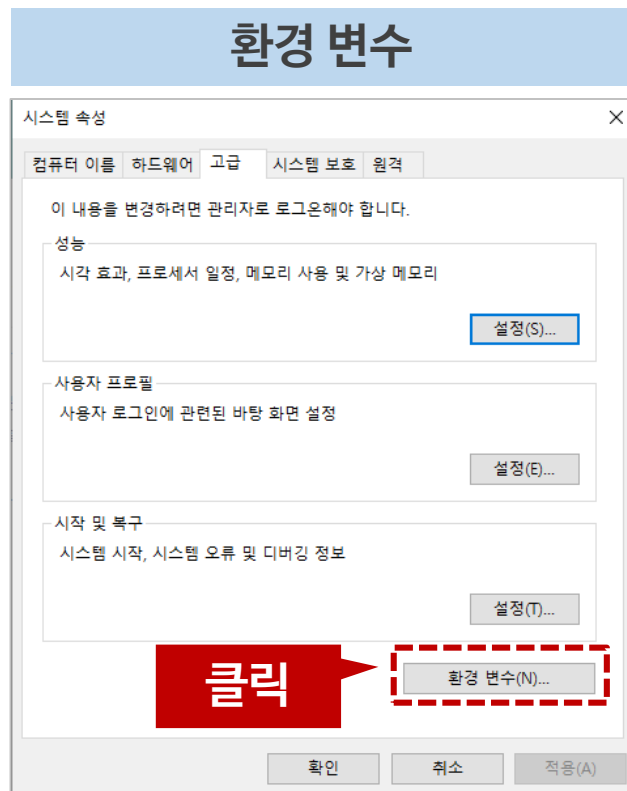 환경 변수
시스템 속성
컴퓨터 이름 하드웨어 고급 시스템 보호 원격
이 내용을 변경하려면 관리자로 로그온해야 합니다.
성능
시각 효과, 프로세서 일정, 메모리 사용 및 가상 메모리
설정(S)...
사용자 프로필
사용자 로그인에 관련된 바탕 화면 설정
설정(E)...
시작 및 복구
시스템 시작, 시스템 오류 및 디버깅 정보
설정(T)...
클릭
환경 변수(N)...
확인 취소 적용(A)